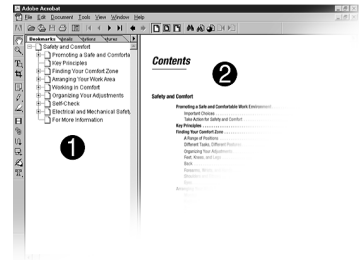 Adobe Acrobat
File Edit Document Tools View Window Help
Bookmarks
Safety and Comfort
Promoting a Safe and Comforta
Key Principles
Finding Your Comfort Zone
Arranging Your Work Area
Working in Comfort
Organizing Your Adjustments
Self-Check
Electrical and Mechanical Safety
For More Information
1
Contents
2
Safety and Comfort
Promoting a Safe and Comfortable Work Environment
Important Choices
Take Action for Safety and Comfort
Key Principles
Finding Your Comfort Zone
A Range of Positions
Different Tasks, Different Positions
Organizing Your Adjustments
Feet, Knees, and Legs
Back